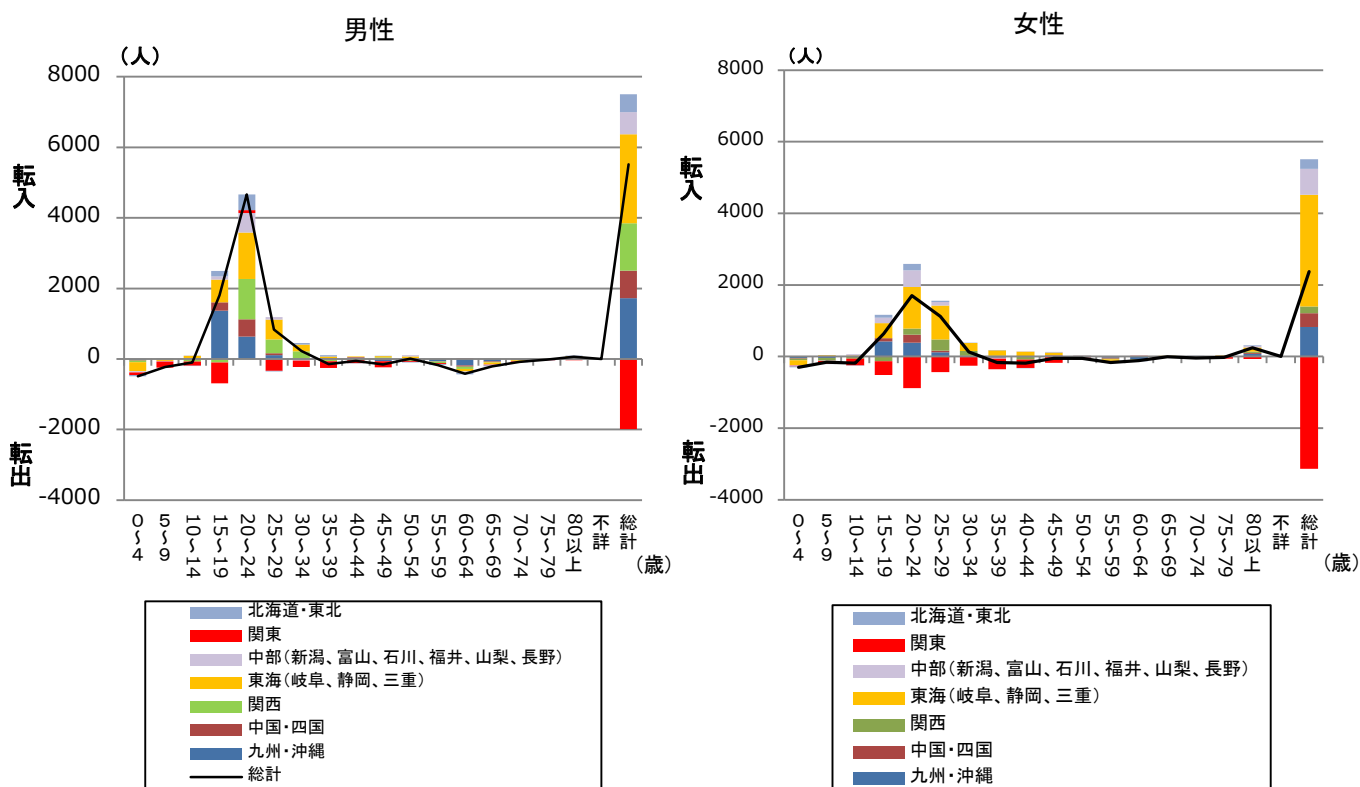 男性
(人)
8000
6000
4000
2000
0
-2000
-4000
転入
転出
0～4
5～9
10～14
15～19
20～24
25～29
30～34
35～39
40～44
45～49
50～54
55～59
60～64
65～69
70～74
75～79
80以上
不詳
総計
(歳)
北海道・東北
関東
中部(新潟、富山、石川、福井、山梨、長野)
東海(岐阜、静岡、三重)
関西
中国・四国
九州・沖縄
総計
女性
(人)
8000
6000
4000
2000
0
-2000
-4000
転入
転出
0～4
5～9
10～14
15～19
20～24
25～29
30～34
35～39
40～44
45～49
50～54
55～59
60～64
65～69
70～74
75～79
80以上
不詳
総計
(歳)
北海道・東北
関東
中部(新潟、富山、石川、福井、山梨、長野)
東海(岐阜、静岡、三重)
関西
中国・四国
九州・沖縄